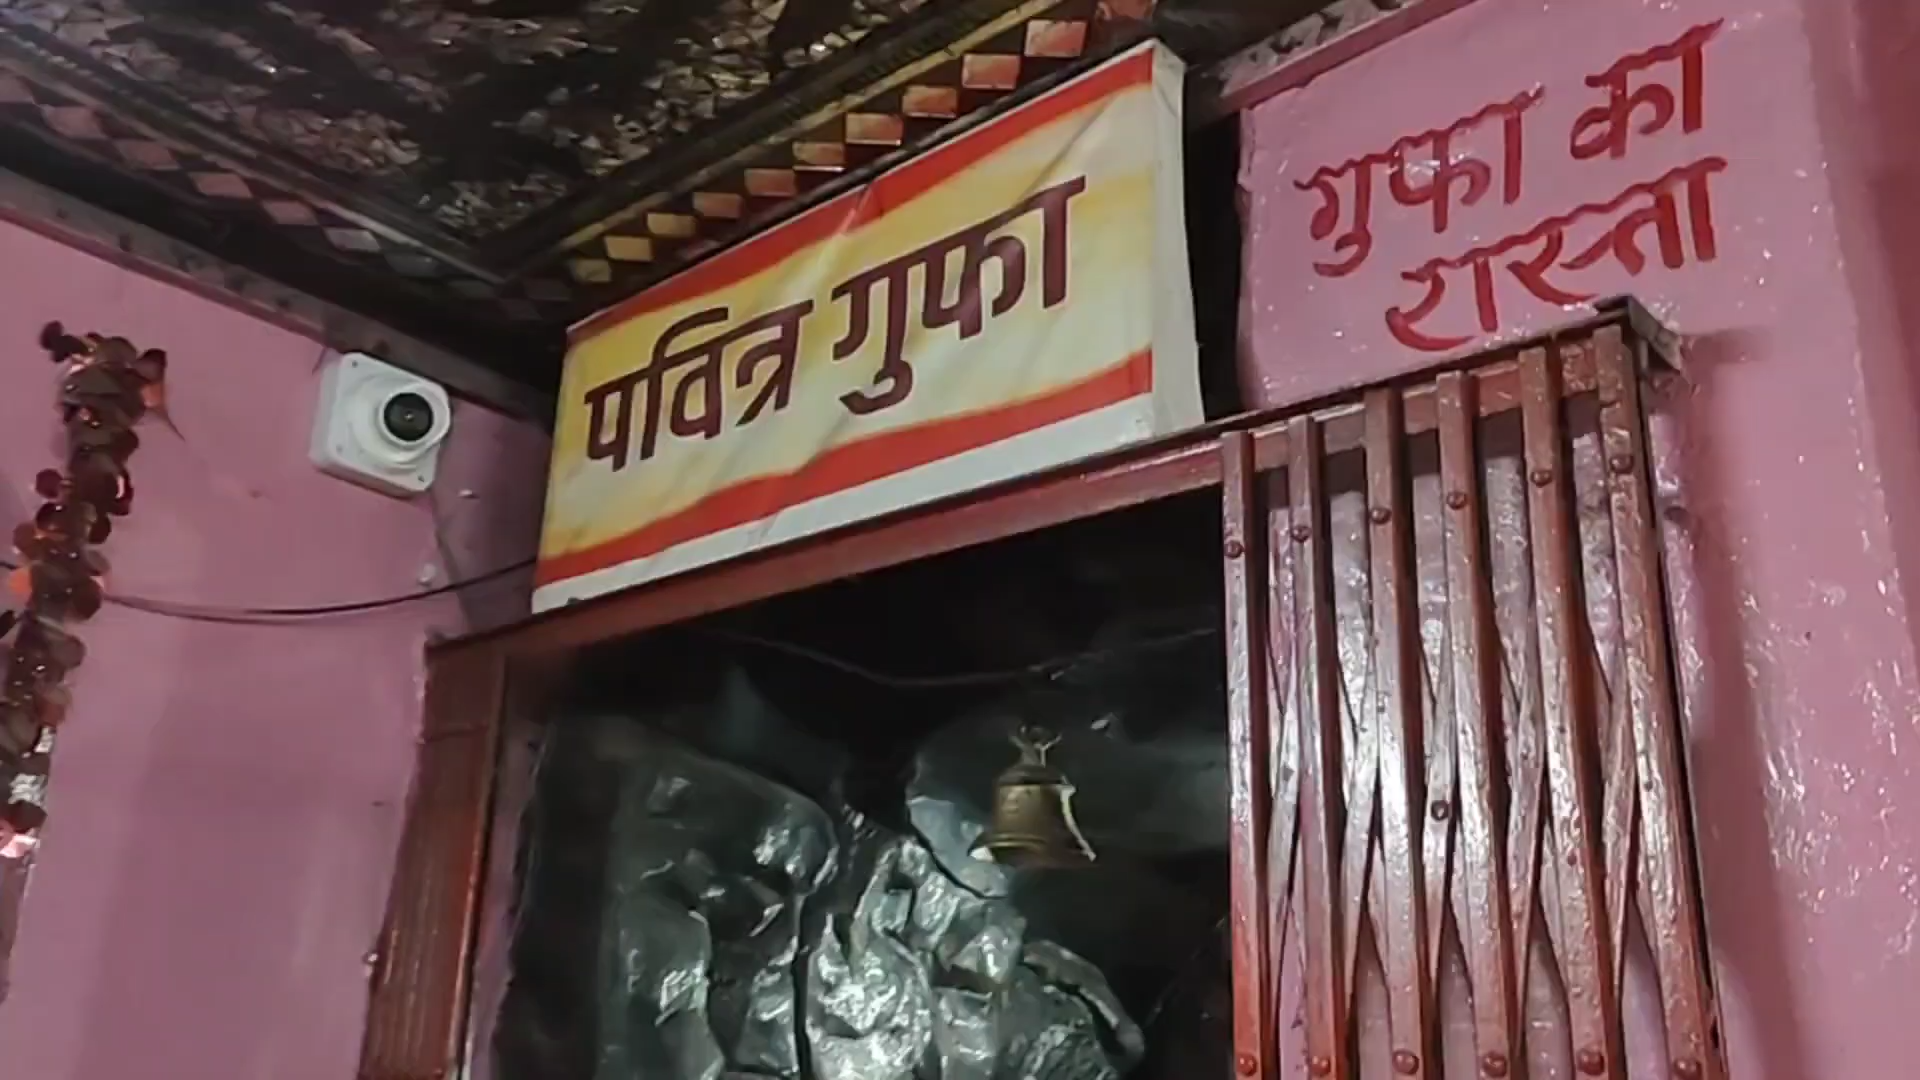 पवित्र गुफा
गुफा का
रास्ता